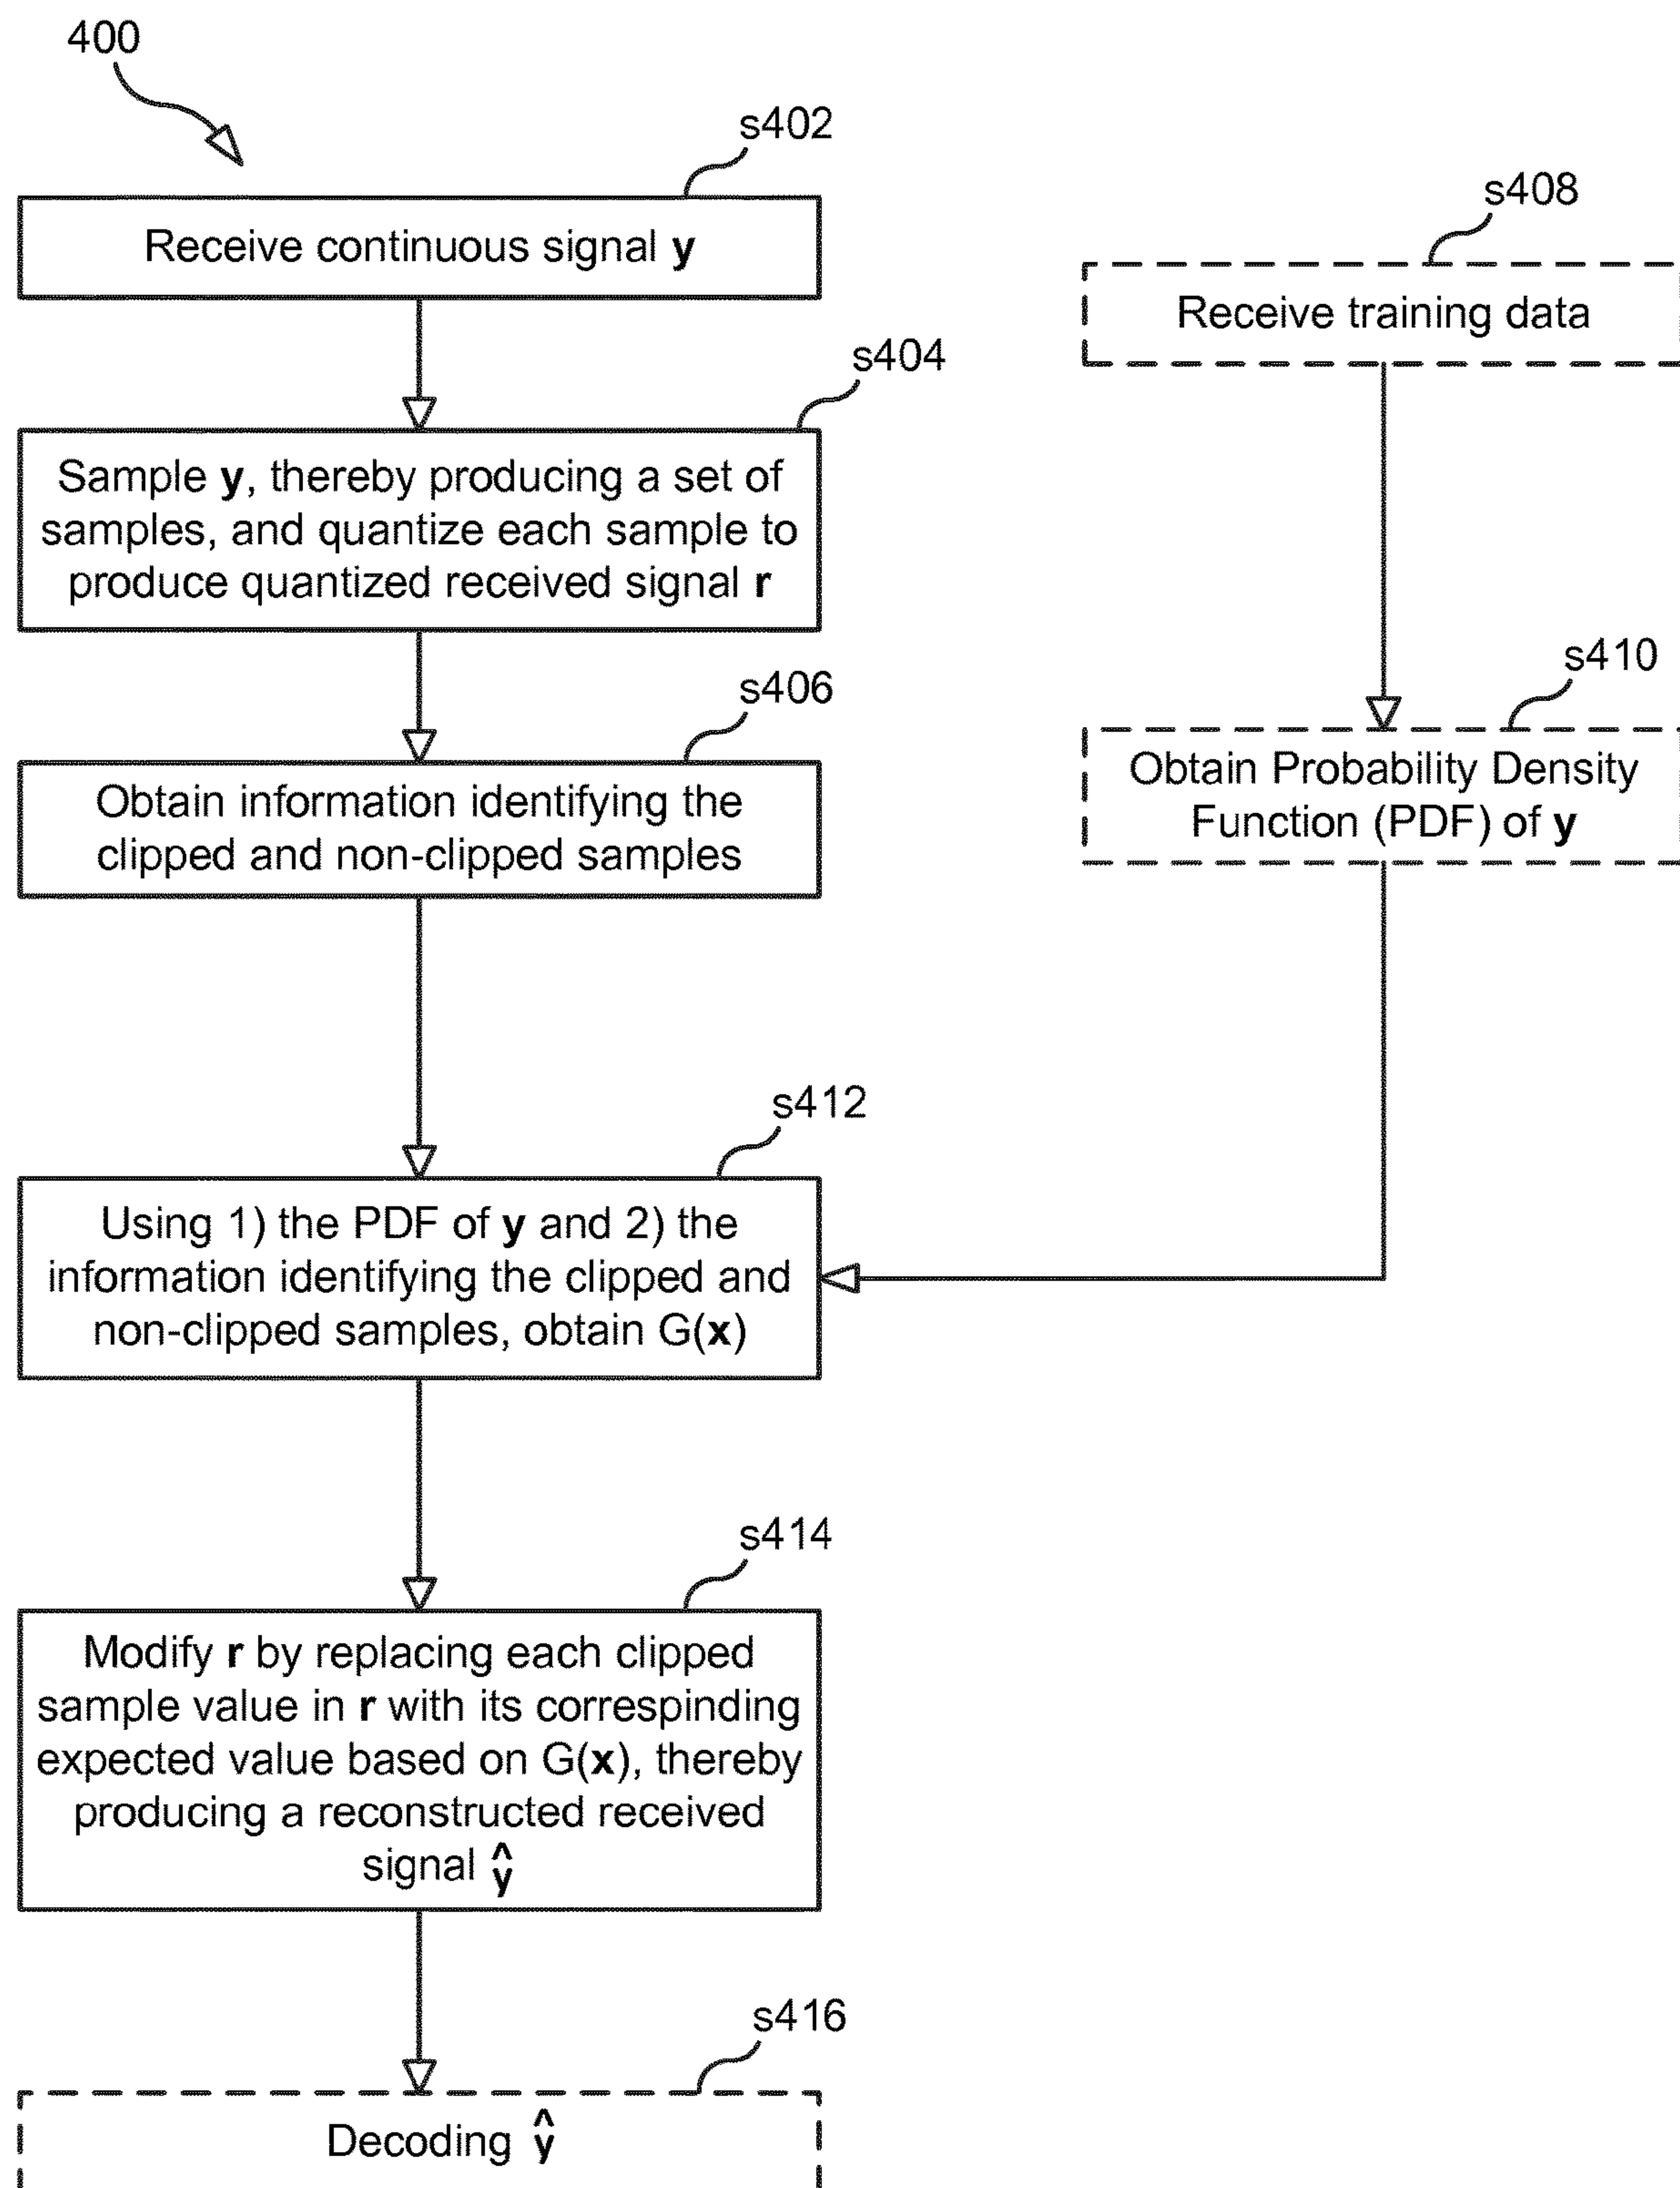 400
s402
Receive continuous signal y
s408
Receive training data
s404
Sample y, thereby producing a set of
samples, and quantize each sample to
produce quantized received signal r
s410
Obtain Probability Density
Function (PDF) of y
s406
Obtain information identifying the
clipped and non-clipped samples
s412
Using 1) the PDF of y and 2) the
information identifying the clipped and
non-clipped samples, obtain G(x)
s414
Modify r by replacing each clipped
sample value in r with its correspinding
expected value based on G(x), thereby
producing a reconstructed received
signal ŷ
s416
Decoding ŷ